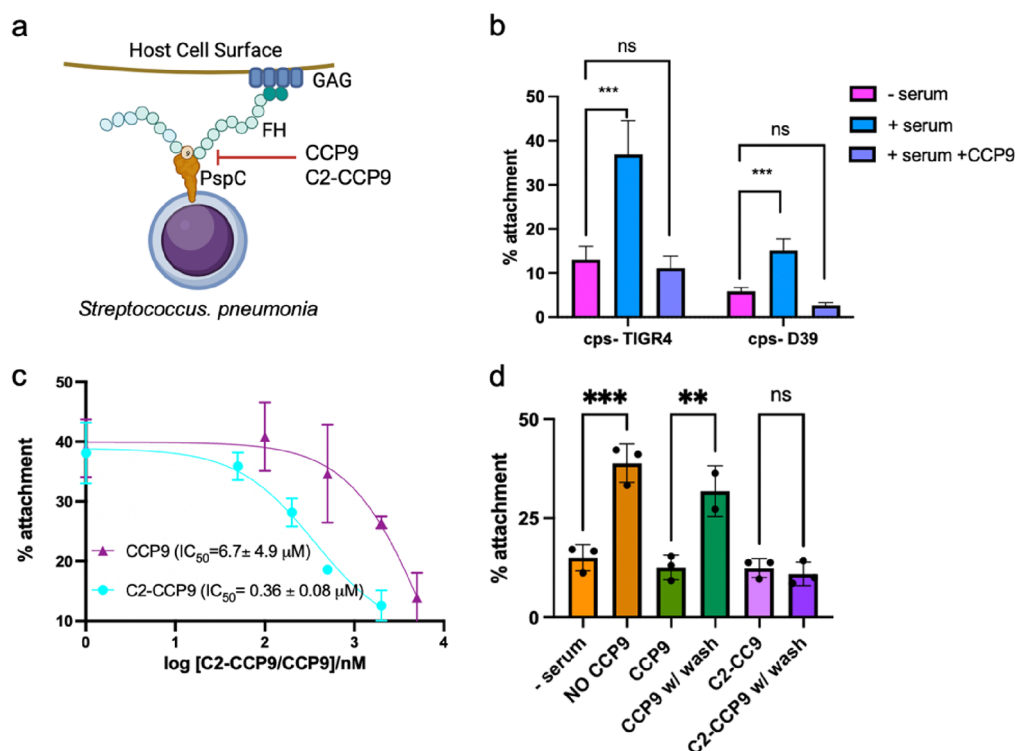 a
Host Cell Surface
GAG
FH
9
CCP9
C2-CCP9
PspC
Streptococcus. pneumonia
b
ns
***
ns
***
- serum
+ serum
+ serum +CCP9
% attachment
50
40
30
20
10
0
cps- TIGR4
cps- D39
c
% attachment
50
40
30
20
10
CCP9 (IC50=6.7± 4.9 μM)
C2-CCP9 (IC50= 0.36 ± 0.08 μM)
0
1
2
3
4
log [C2-CCP9/CCP9]/nM
d
***
**
ns
% attachment
50
25
0
- serum
NO CCP9
CCP9
CCP9 w/ wash
C2-CC9
C2-CCP9 w/ wash